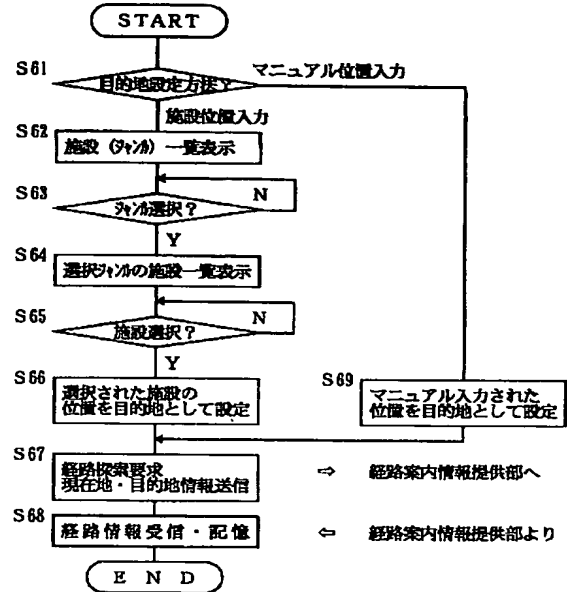 START
S61
目的地設定方法?
マニュアル位置入力
施設位置入力
S62
施設(ジャンル)一覧表示
S63
ジャンル選択?
N
Y
S64
選択ジャンルの施設一覧表示
S65
施設選択?
N
Y
S66
選択された施設の
位置を目的地として設定
S69
マニュアル入力された
位置を目的地として設定
S67
経路探索要求
現在地・目的地情報送信
⇨ 経路案内情報提供部へ
S68
経路情報受信・記憶
⇦ 経路案内情報提供部より
END